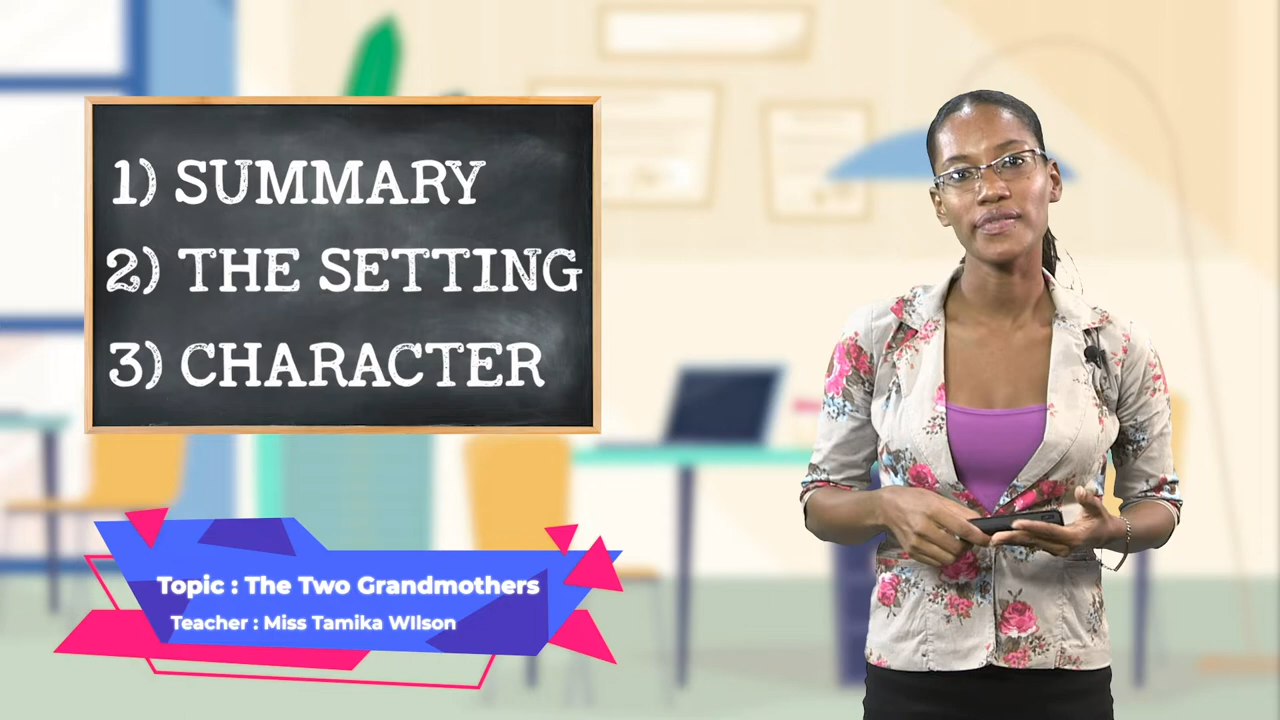 1) SUMMARY
2) THE SETTING
3) CHARACTER
Topic : The Two Grandmothers
Teacher : Miss Tamika WIlson